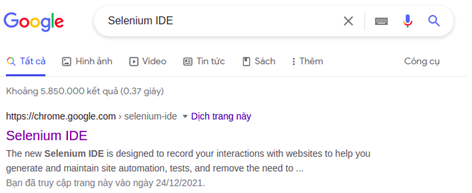 Google
Selenium IDE
Tất cả Hình ảnh Video Tin tức Sách Thêm Công cụ
Khoảng 5.850.000 kết quả (0,37 giây)
https://chrome.google.com › selenium-ide Dịch trang này
Selenium IDE
The new Selenium IDE is designed to record your interactions with websites to help you
generate and maintain site automation, tests, and remove the need to ...
Bạn đã truy cập trang này vào ngày 24/12/2021.